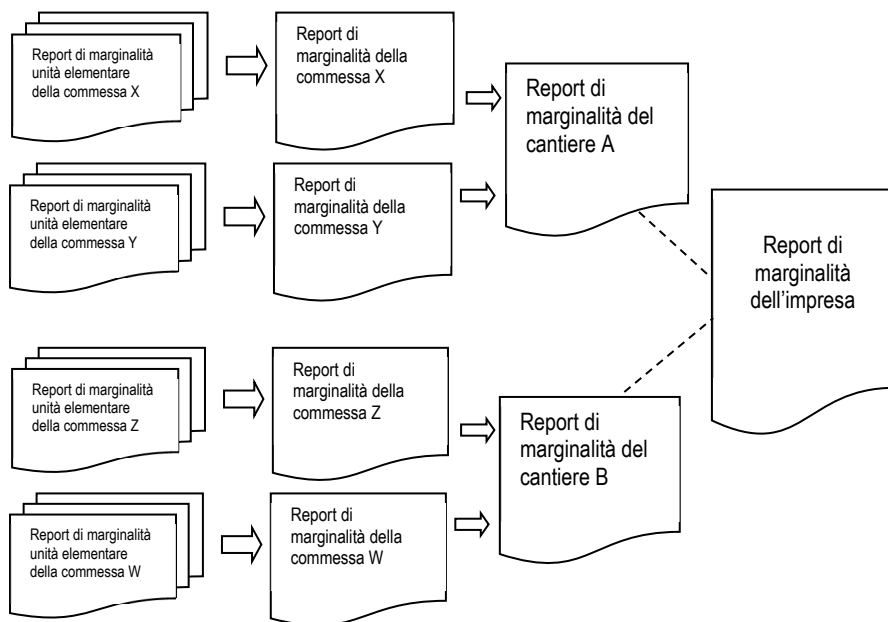 Report di marginalità
unità elementare
della commessa X
Report di
marginalità della
commessa X
Report di
marginalità del
cantiere A
Report di marginalità
unità elementare
della commessa Y
Report di
marginalità della
commessa Y
Report di
marginalità
dell’impresa
Report di marginalità
unità elementare
della commessa Z
Report di
marginalità della
commessa Z
Report di
marginalità del
cantiere B
Report di marginalità
unità elementare
della commessa W
Report di
marginalità della
commessa W